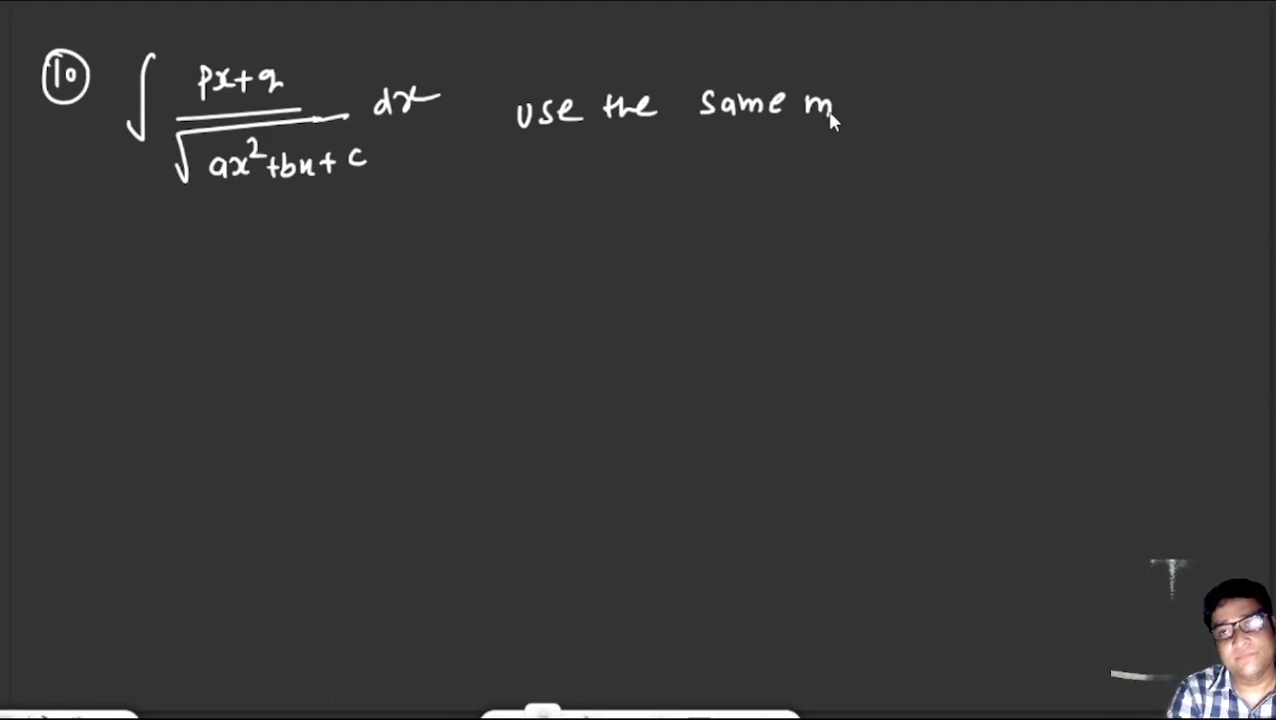 10 ∫ px+q / √(ax²+bx+c) dx use the same m